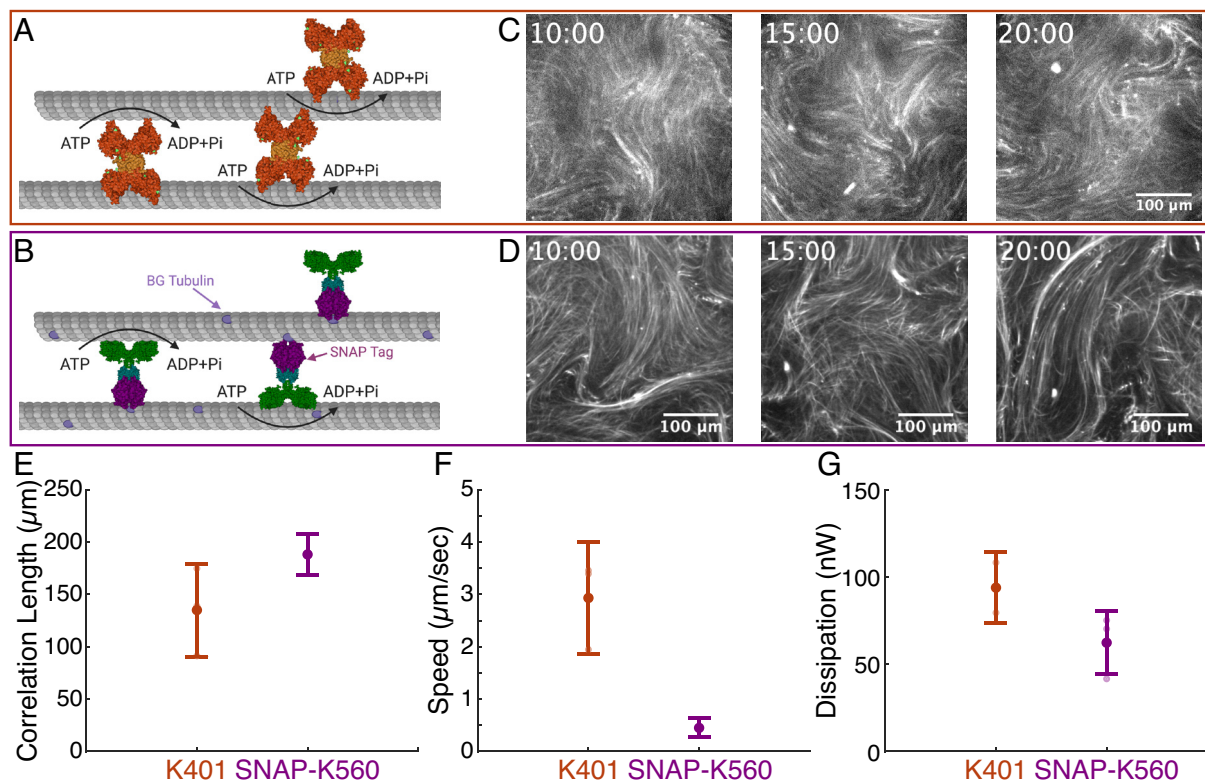 A
ATP
ADP+Pi
ATP
ADP+Pi
ATP
ADP+Pi
C
10:00
15:00
20:00
100 µm
B
BG Tubulin
ATP
ADP+Pi
SNAP Tag
ATP
ADP+Pi
D
10:00
15:00
20:00
100 µm
100 µm
100 µm
E
Correlation Length (µm)
250
200
150
100
50
0
K401 SNAP-K560
F
Speed (µm/sec)
5
4
3
2
1
0
K401 SNAP-K560
G
Dissipation (nW)
150
100
50
0
K401 SNAP-K560